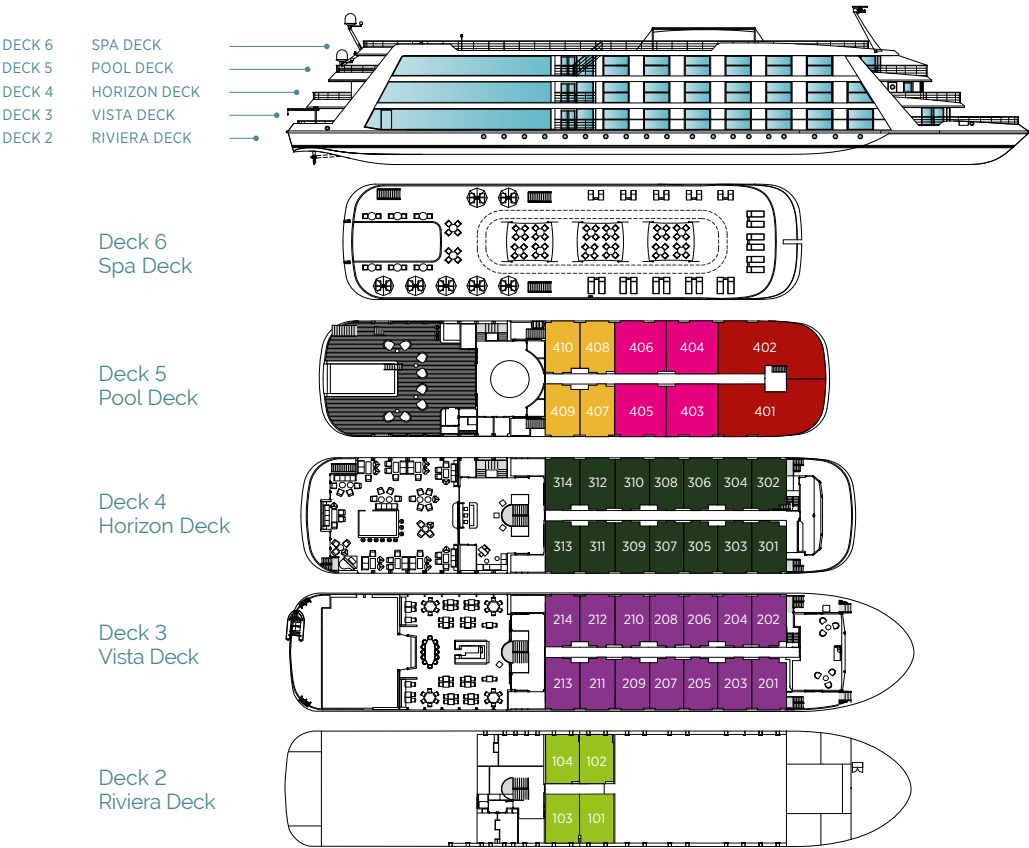 DECK 6 SPA DECK
DECK 5 POOL DECK
DECK 4 HORIZON DECK
DECK 3 VISTA DECK
DECK 2 RIVIERA DECK
Deck 6
Spa Deck
Deck 5
Pool Deck
410 408 406 404 402
409 407 405 403 401
Deck 4
Horizon Deck
314 312 310 308 306 304 302
313 311 309 307 305 303 301
Deck 3
Vista Deck
214 212 210 208 206 204 202
213 211 209 207 205 203 201
Deck 2
Riviera Deck
104 102
103 101